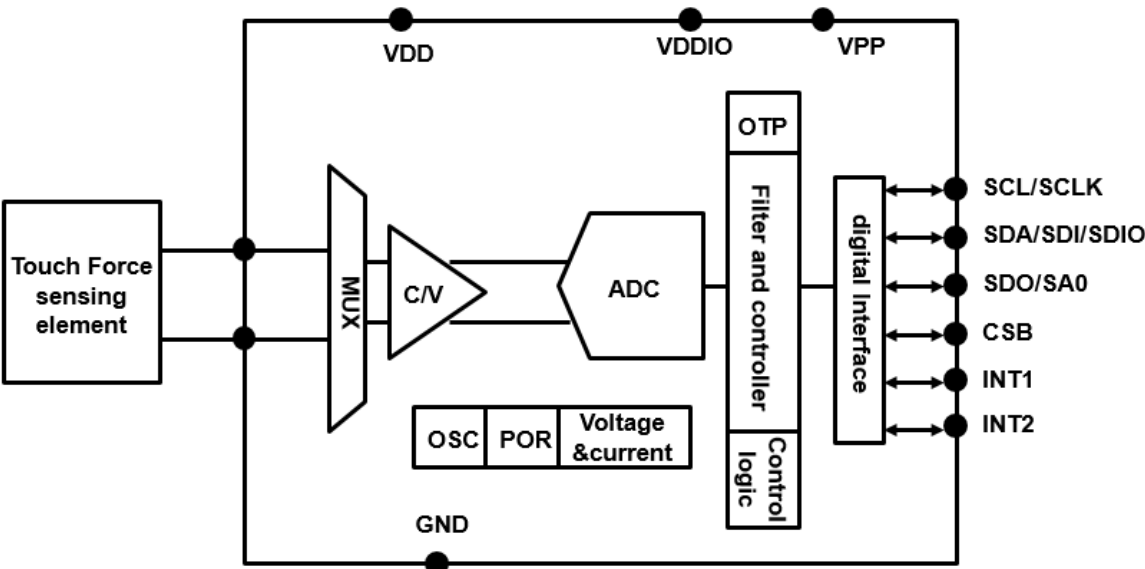 VDD
VDDIO
VPP
OTP
Filter and controller
Control
logic
digital Interface
SCL/SCLK
SDA/SDI/SDIO
SDO/SA0
CSB
INT1
INT2
Touch Force
sensing
element
MUX
C/V
ADC
OSC
POR
Voltage
&current
GND